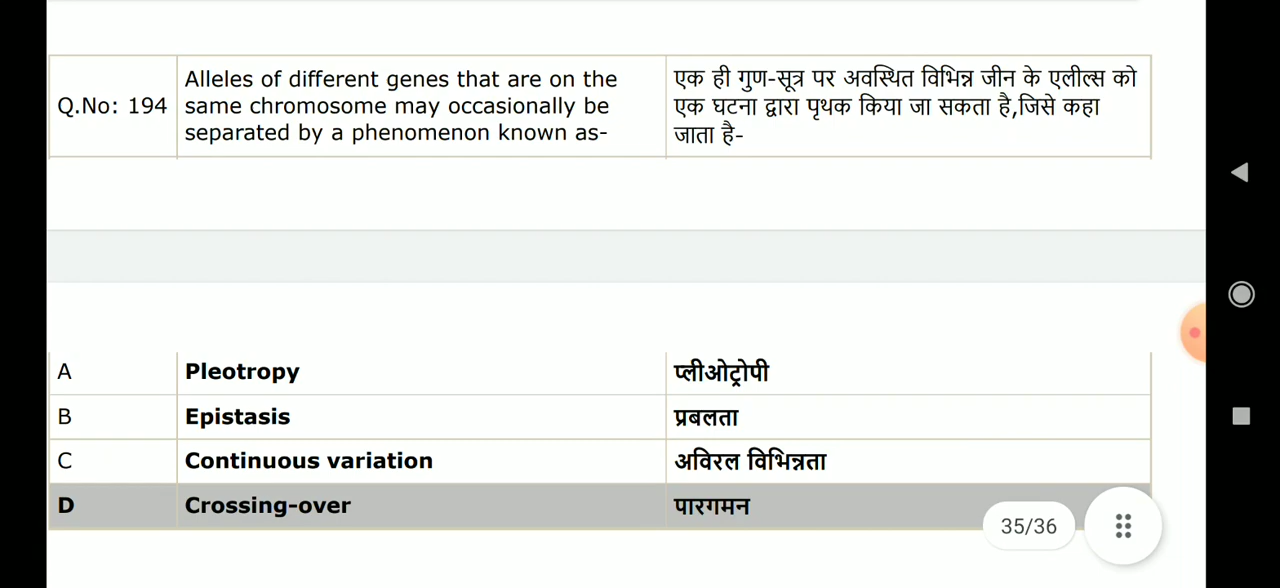 Q.No: 194
Alleles of different genes that are on the
same chromosome may occasionally be
separated by a phenomenon known as-
एक ही गुण-सूत्र पर अवस्थित विभिन्न जीन के एलील्स को
एक घटना द्वारा पृथक किया जा सकता है,जिसे कहा
जाता है-
A Pleotropy प्लीओट्रोपी
B Epistasis प्रबलता
C Continuous variation अविरल विभिन्नता
D Crossing-over पारगमन
35/36